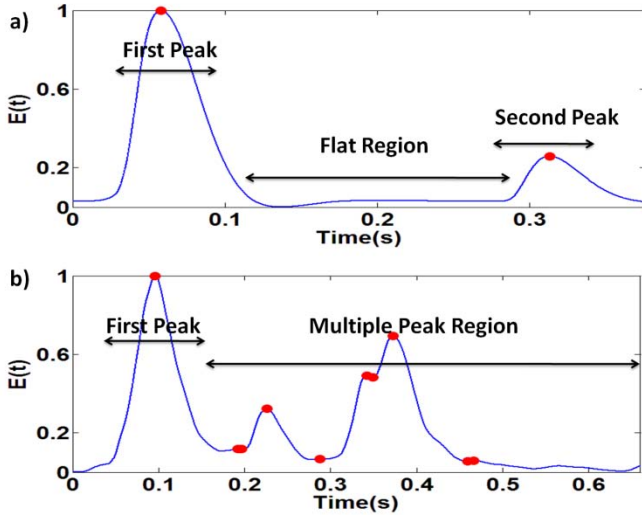 a)
1
0.6
0.2
0
E(t)
First Peak
Flat Region
Second Peak
0
0.1
0.2
0.3
Time(s)
b)
1
0.6
0.2
0
E(t)
First Peak
Multiple Peak Region
0
0.1
0.2
0.3
0.4
0.5
0.6
Time(s)